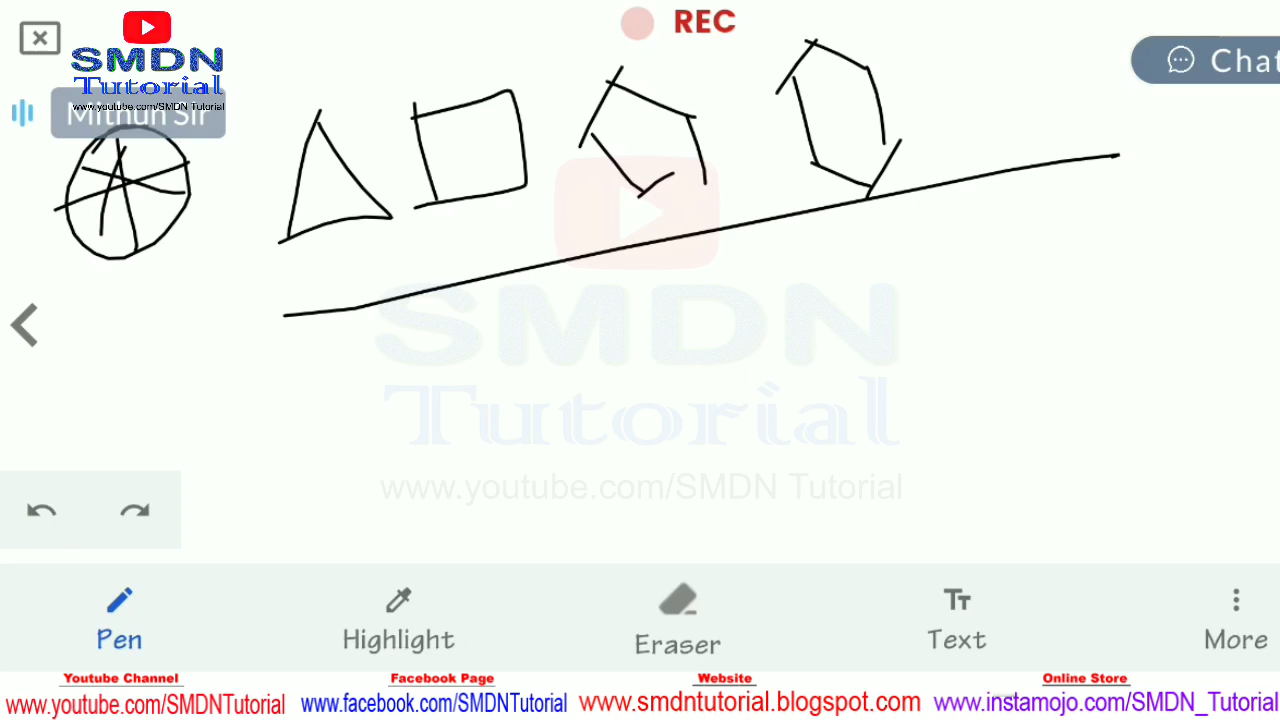 REC
SMDN
Tutorial
www.youtube.com/SMDN Tutorial
Mithun Sir
Chat
SMDN
Tutorial
www.youtube.com/SMDN Tutorial
Pen
Highlight
Eraser
Text
More
Youtube Channel
Facebook Page
Website
Online Store
www.youtube.com/SMDNTutorial
www.facebook.com/SMDNTutorial
www.smdntutorial.blogspot.com
www.instamojo.com/SMDN_Tutorial